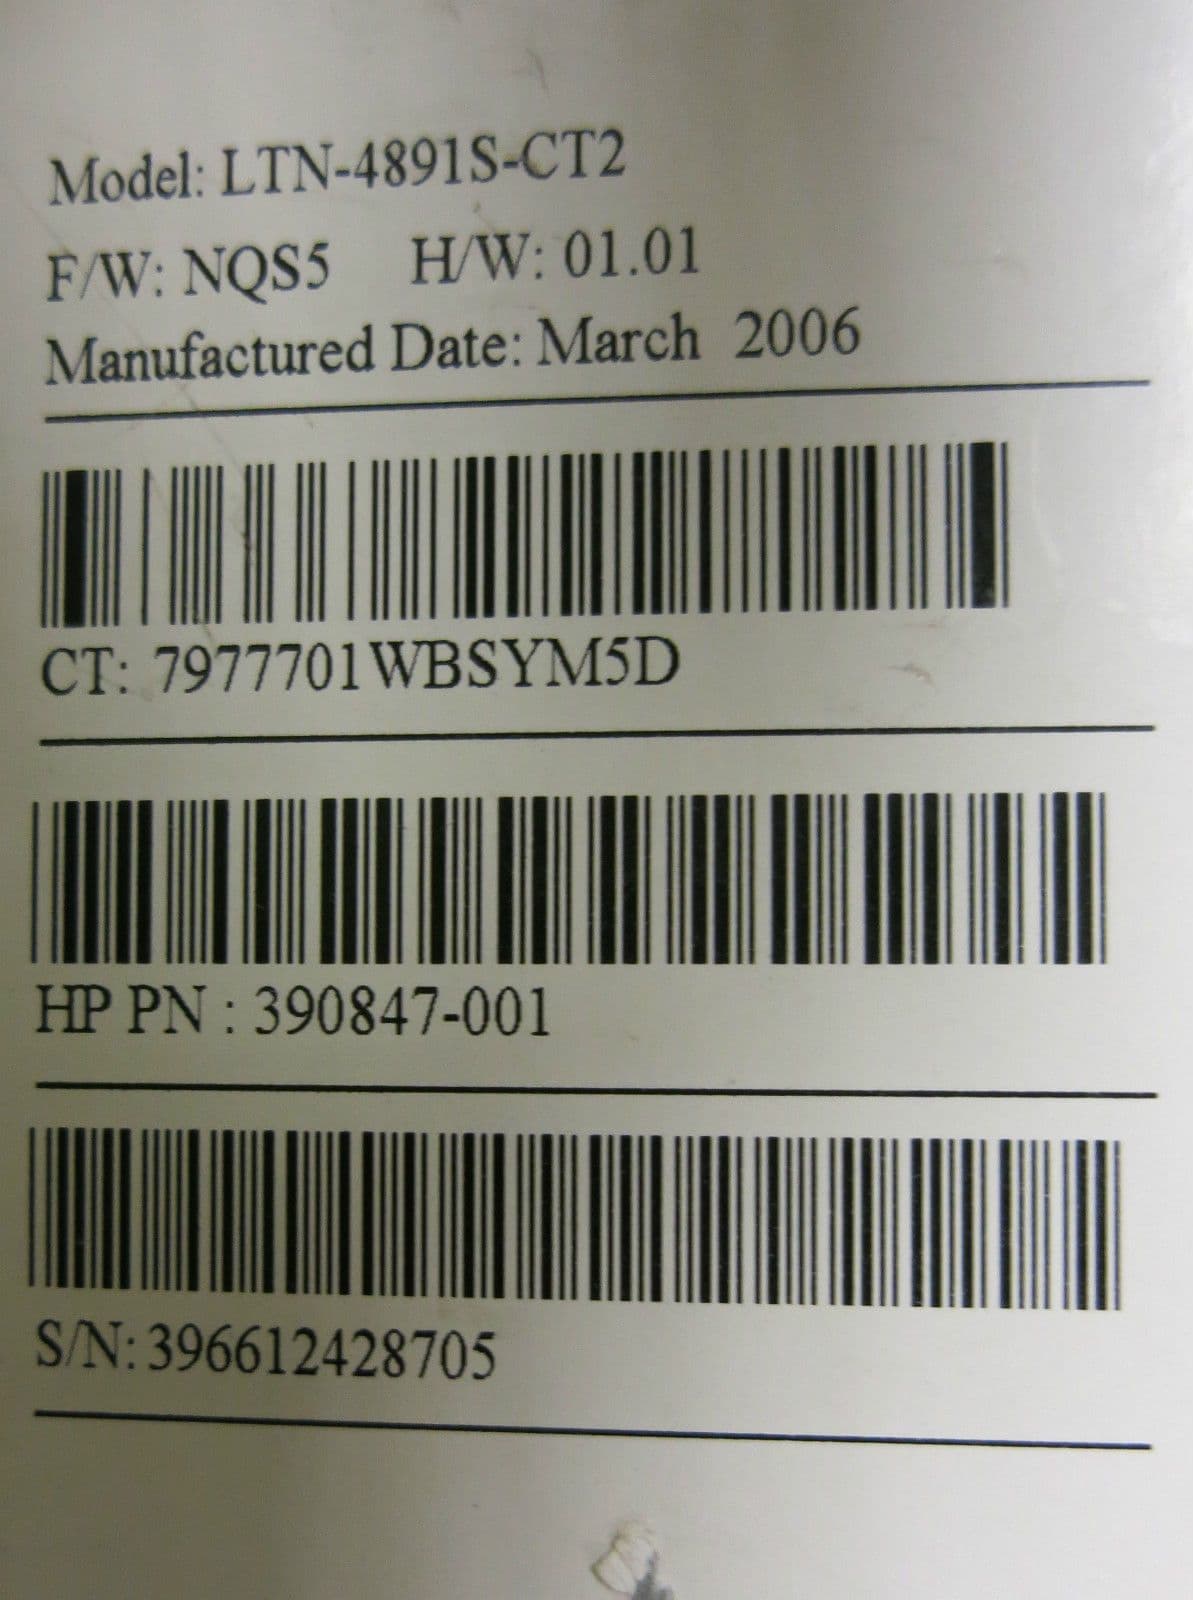 Model: LTN-4891S-CT2
F/W: NQS5 H/W: 01.01
Manufactured Date: March 2006
CT: 7977701WBSYM5D
HP PN : 390847-001
S/N: 396612428705